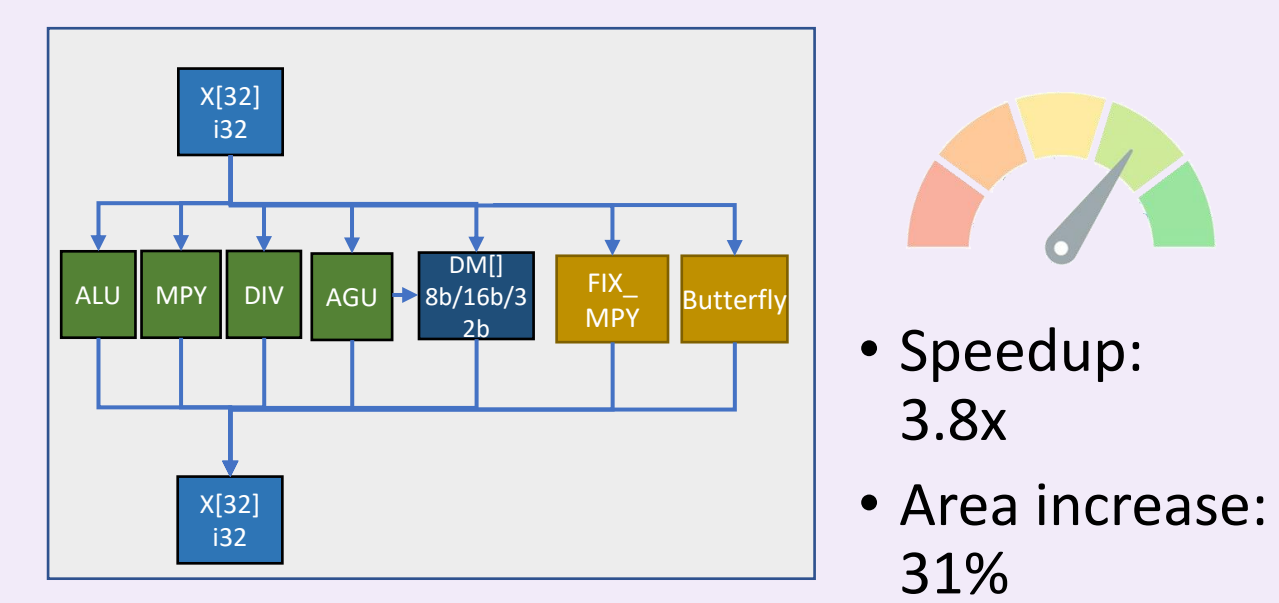 X[32]
i32
ALU
MPY
DIV
AGU
DM[]
8b/16b/3
2b
FIX_
MPY
Butterfly
X[32]
i32
• Speedup:
3.8x
• Area increase:
31%